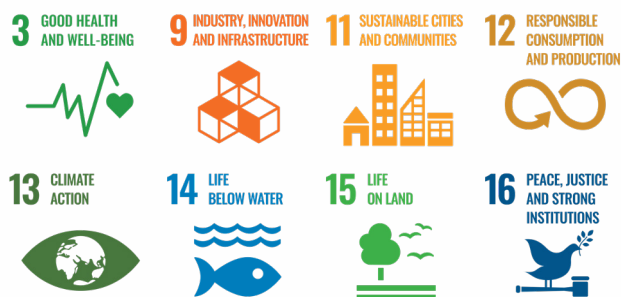 3 GOOD HEALTH
AND WELL-BEING
9 INDUSTRY, INNOVATION
AND INFRASTRUCTURE
11 SUSTAINABLE CITIES
AND COMMUNITIES
12 RESPONSIBLE
CONSUMPTION
AND PRODUCTION
13 CLIMATE
ACTION
14 LIFE
BELOW WATER
15 LIFE
ON LAND
16 PEACE, JUSTICE
AND STRONG
INSTITUTIONS